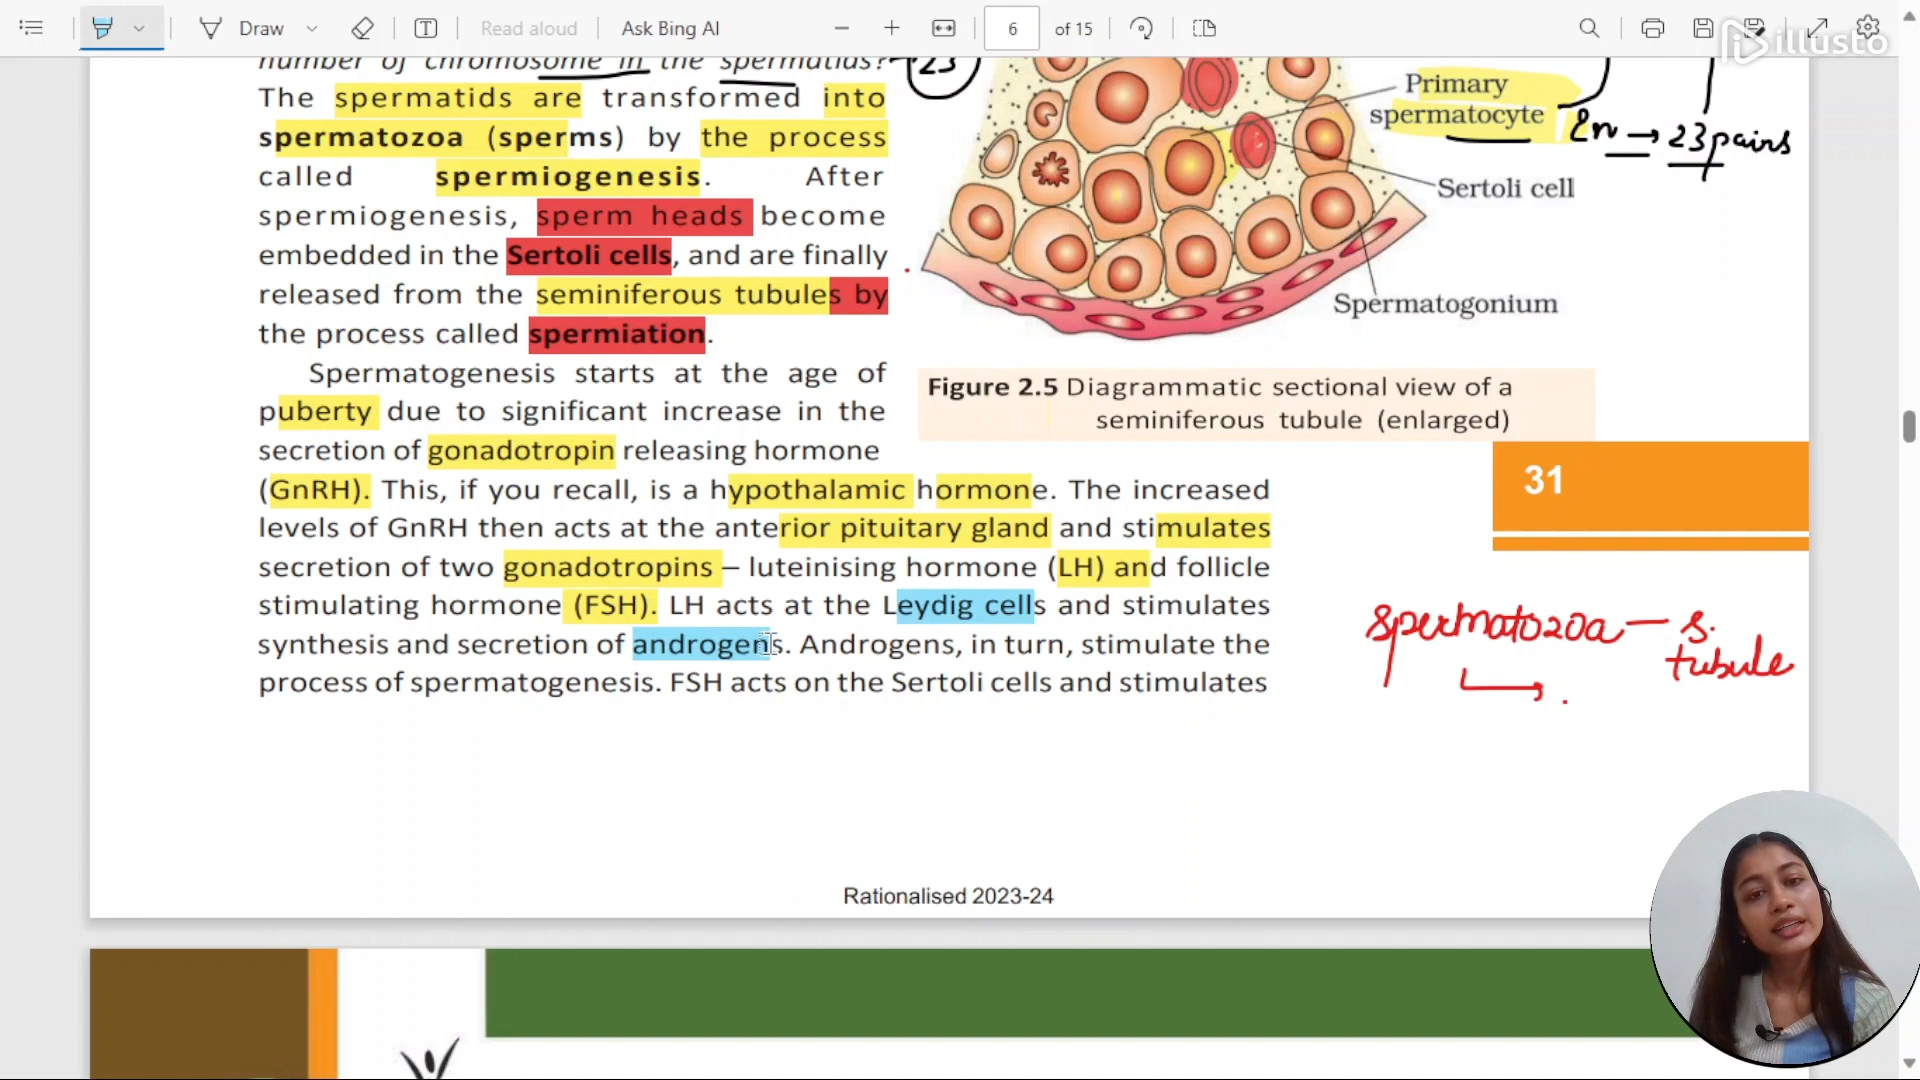 Draw
Read aloud
Ask Bing AI
6
of 15
illusto
number of chromosome in the spermatids?
23
The spermatids are transformed into
spermatozoa (sperms) by the process
called spermiogenesis. After
spermiogenesis, sperm heads become
embedded in the Sertoli cells, and are finally
released from the seminiferous tubules by
the process called spermiation.
Spermatogenesis starts at the age of
puberty due to significant increase in the
secretion of gonadotropin releasing hormone
(GnRH). This, if you recall, is a hypothalamic hormone. The increased
levels of GnRH then acts at the anterior pituitary gland and stimulates
secretion of two gonadotropins – luteinising hormone (LH) and follicle
stimulating hormone (FSH). LH acts at the Leydig cells and stimulates
synthesis and secretion of androgens. Androgens, in turn, stimulate the
process of spermatogenesis. FSH acts on the Sertoli cells and stimulates
Primary
spermatocyte
2n → 23 pairs
Sertoli cell
Spermatogonium
Figure 2.5 Diagrammatic sectional view of a
seminiferous tubule (enlarged)
31
spermatozoa – s.
tubule
Rationalised 2023-24